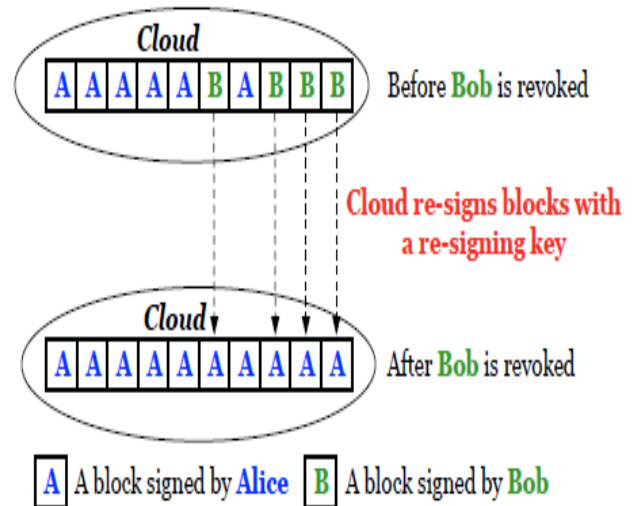 Cloud
A A A A A B A B B B
Before Bob is revoked
Cloud re-signs blocks with
a re-signing key
Cloud
A A A A A A A A A A
After Bob is revoked
A A block signed by Alice B A block signed by Bob